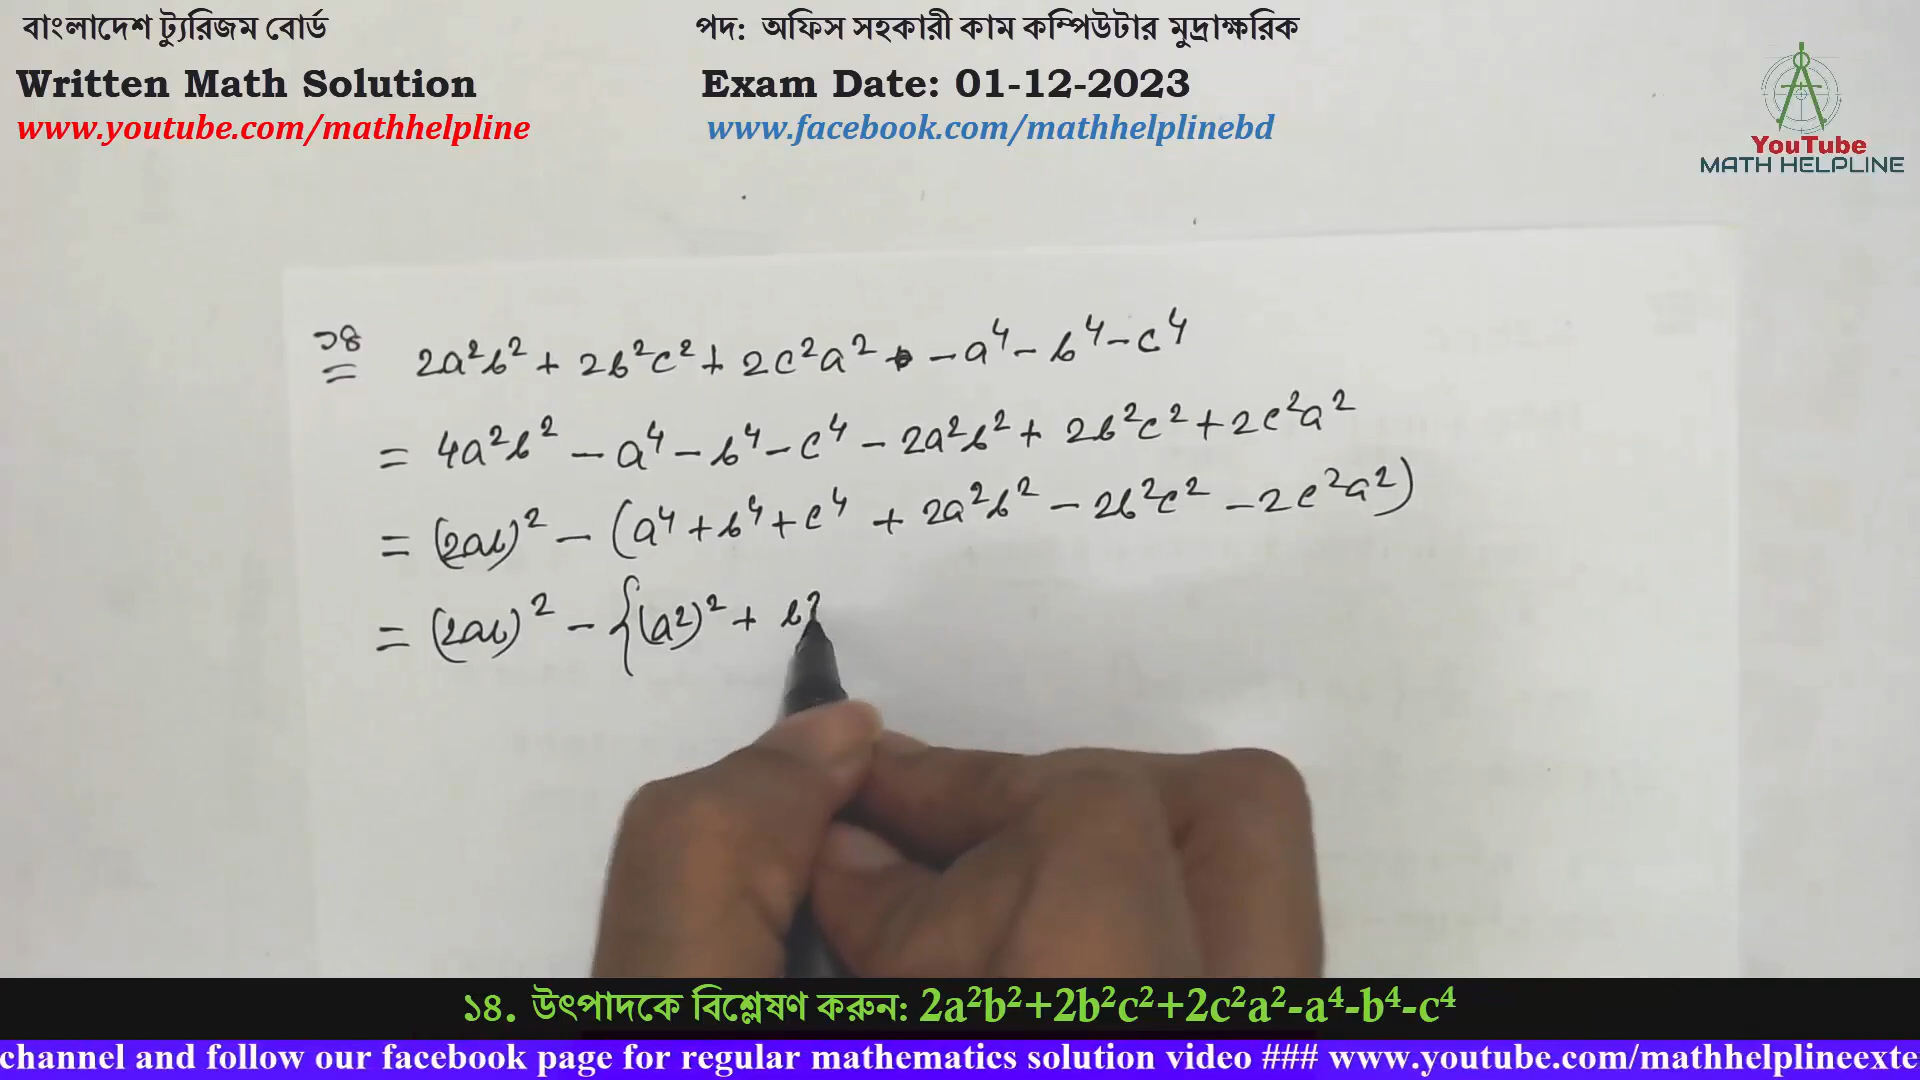 বাংলাদেশ ট্যুরিজম বোর্ড
পদ: অফিস সহকারী কাম কম্পিউটার মুদ্রাক্ষরিক
Written Math Solution
Exam Date: 01-12-2023
www.youtube.com/mathhelpline
www.facebook.com/mathhelplinebd
YouTube
MATH HELPLINE
১৪ 2a²b² + 2b²c² + 2c²a² - a⁴ - b⁴ - c⁴
= 4a²b² - a⁴ - b⁴ - c⁴ - 2a²b² + 2b²c² + 2c²a²
= (2ab)² - (a⁴ + b⁴ + c⁴ + 2a²b² - 2b²c² - 2c²a²)
= (2ab)² - {(a²)² + b²
১৪. উৎপাদকে বিশ্লেষণ করুন: 2a²b²+2b²c²+2c²a²-a⁴-b⁴-c⁴
channel and follow our facebook page for regular mathematics solution video ### www.youtube.com/mathhelplineexte